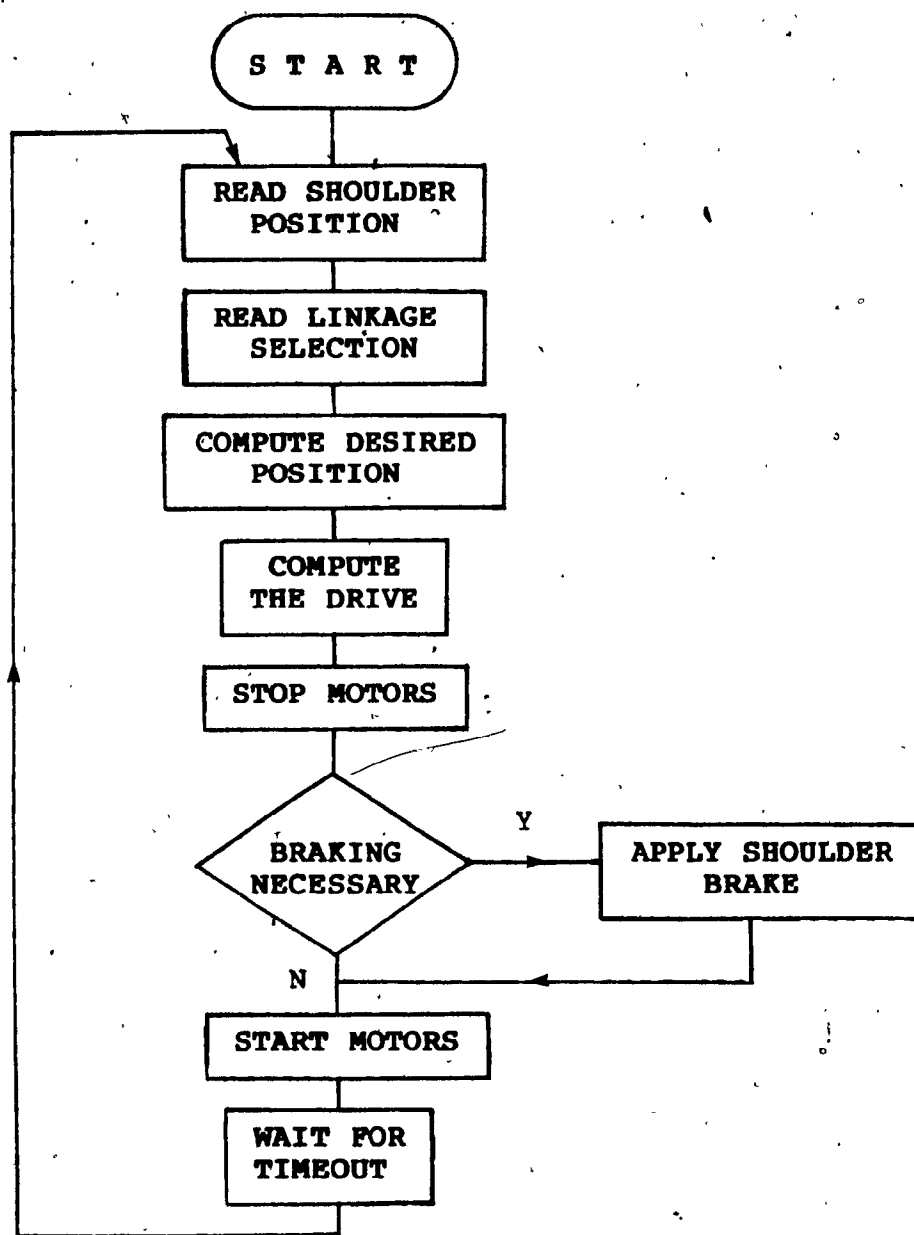 S T A R T
READ SHOULDER
POSITION
READ LINKAGE
SELECTION
COMPUTE DESIRED
POSITION
COMPUTE
THE DRIVE
STOP MOTORS
BRAKING
NECESSARY
Y
APPLY SHOULDER
BRAKE
N
START MOTORS
WAIT FOR
TIMEOUT